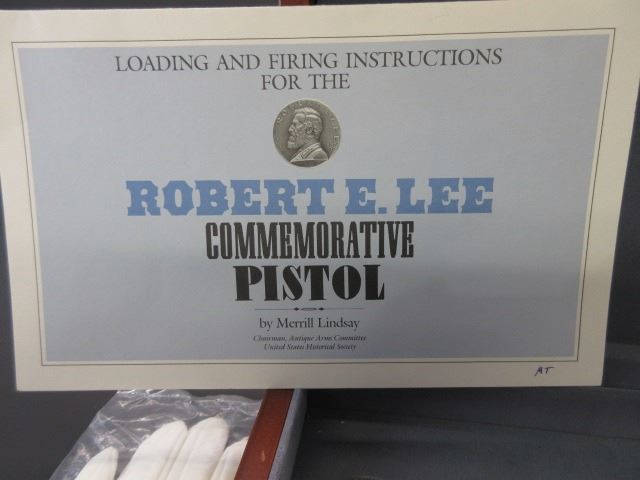 LOADING AND FIRING INSTRUCTIONS
FOR THE
ROBERT E. LEE
COMMEMORATIVE
PISTOL
by Merrill Lindsay
Chairman, Antique Arms Committee
United States Historical Society
AT